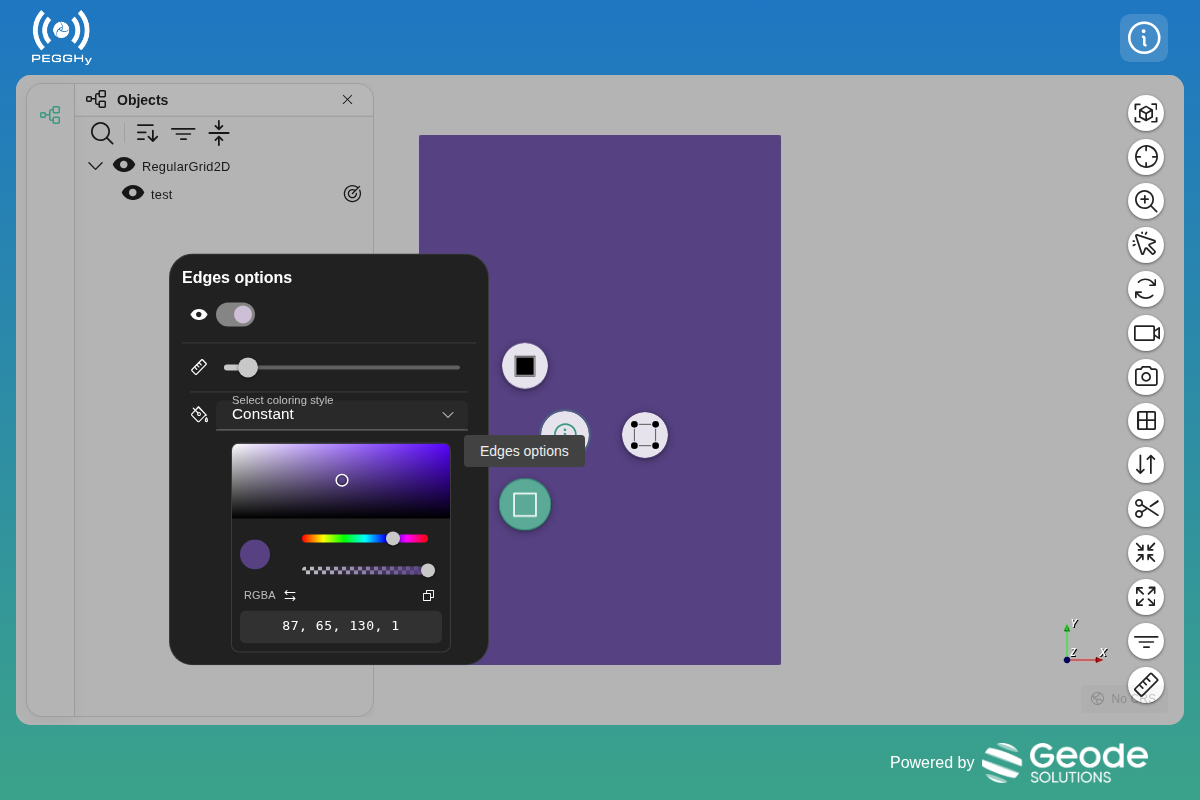 PEGGHy
Objects
RegularGrid2D
test
Edges options
Select coloring style
Constant
Edges options
RGBA
87, 65, 130, 1
Y
Z
X
No CRS
Powered by
Geode
SOLUTIONS